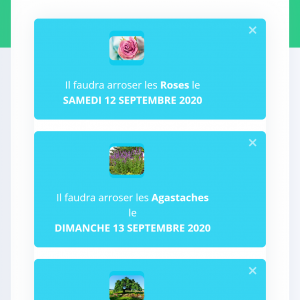 Il faudra arroser les Roses le
SAMEDI 12 SEPTEMBRE 2020
Il faudra arroser les Agastaches
le
DIMANCHE 13 SEPTEMBRE 2020